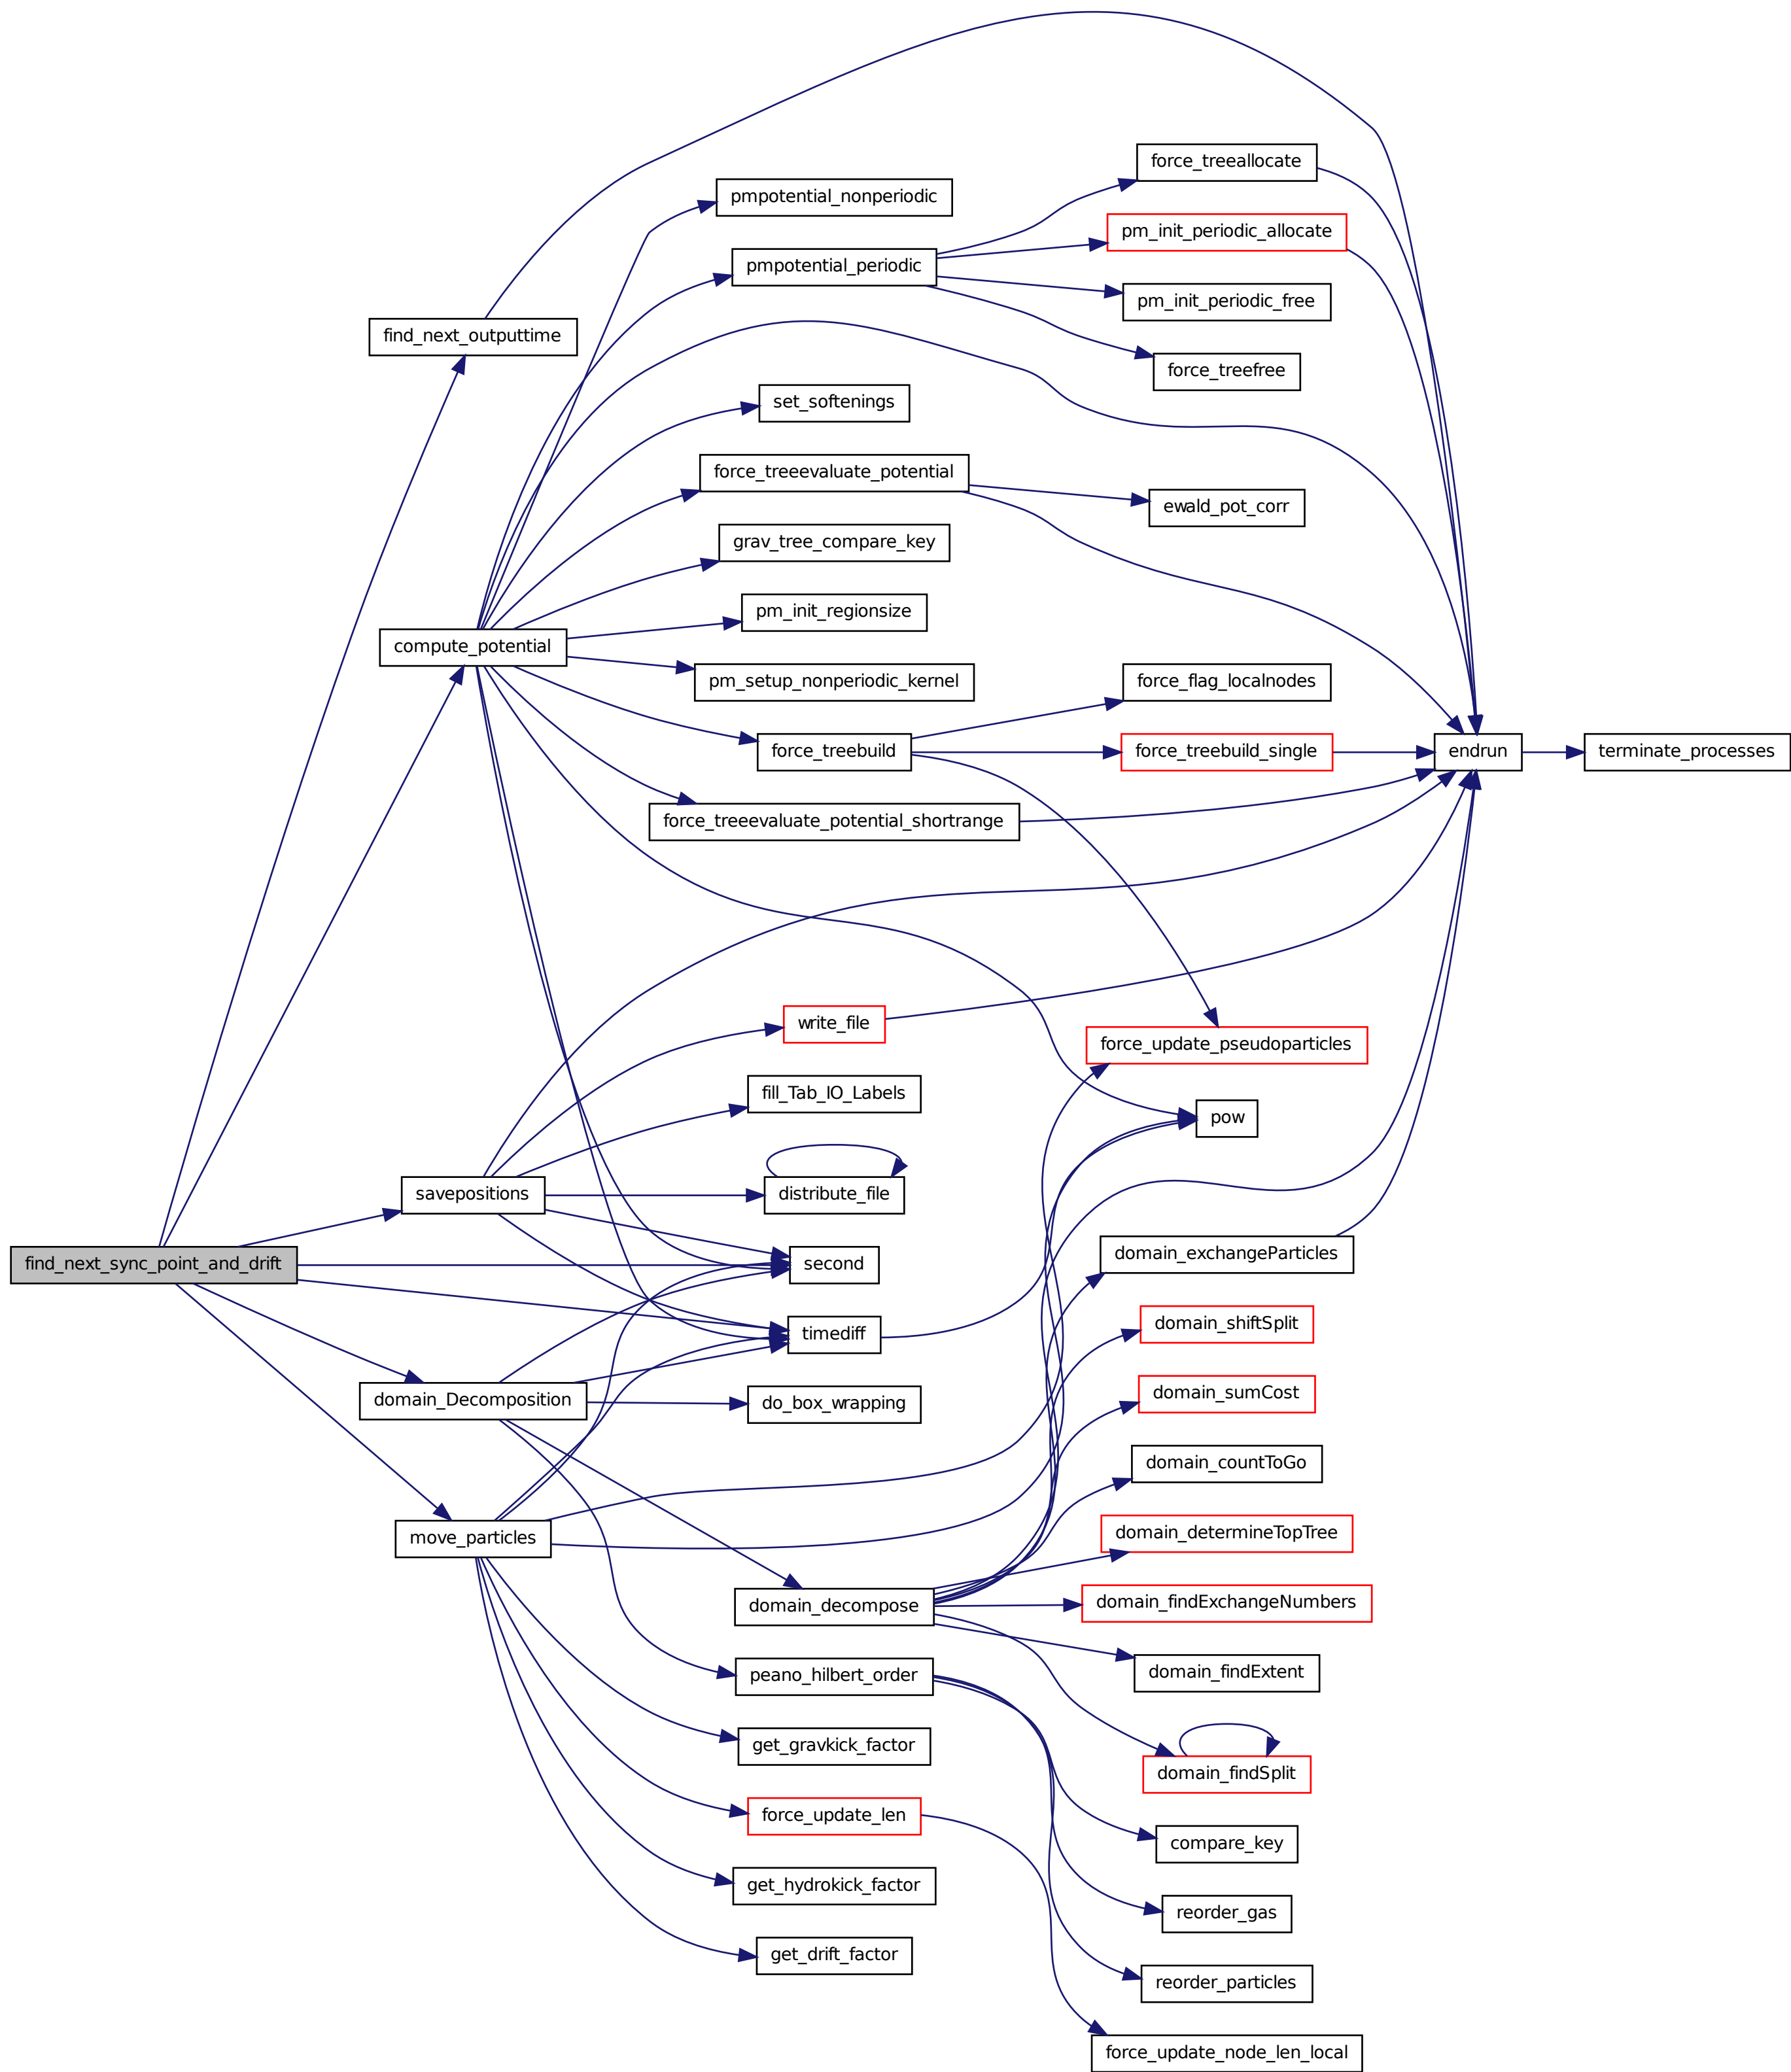 force_treeallocate
pmpotential_nonperiodic
pm_init_periodic_allocate
pmpotential_periodic
pm_init_periodic_free
find_next_outputtime
force_treefree
set_softenings
force_treeevaluate_potential
ewald_pot_corr
grav_tree_compare_key
pm_init_regionsize
compute_potential
pm_setup_nonperiodic_kernel
force_flag_localnodes
force_treebuild
force_treebuild_single
endrun
terminate_processes
force_treeevaluate_potential_shortrange
write_file
force_update_pseudoparticles
fill_Tab_IO_Labels
pow
savepositions
distribute_file
find_next_sync_point_and_drift
second
domain_exchangeParticles
timediff
domain_shiftSplit
domain_Decomposition
do_box_wrapping
domain_sumCost
domain_countToGo
move_particles
domain_determineTopTree
domain_decompose
domain_findExchangeNumbers
peano_hilbert_order
domain_findExtent
get_gravkick_factor
domain_findSplit
force_update_len
compare_key
get_hydrokick_factor
reorder_gas
get_drift_factor
reorder_particles
force_update_node_len_local